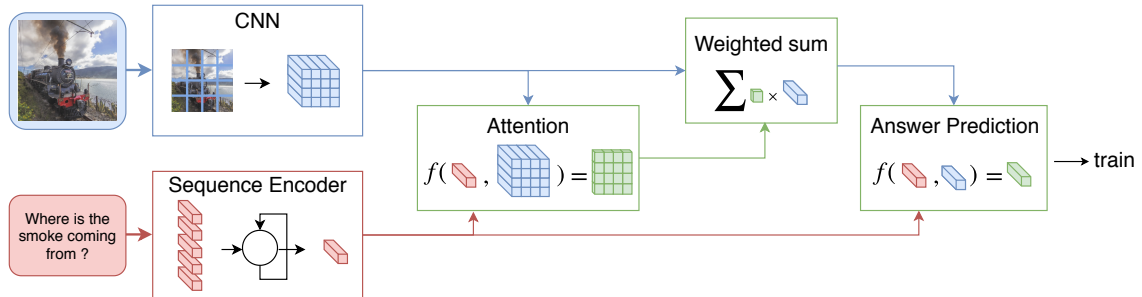 CNN
Weighted sum
∑ ×
Attention
f( , ) =
Answer Prediction
f( , ) =
train
Sequence Encoder
Where is the
smoke coming
from ?